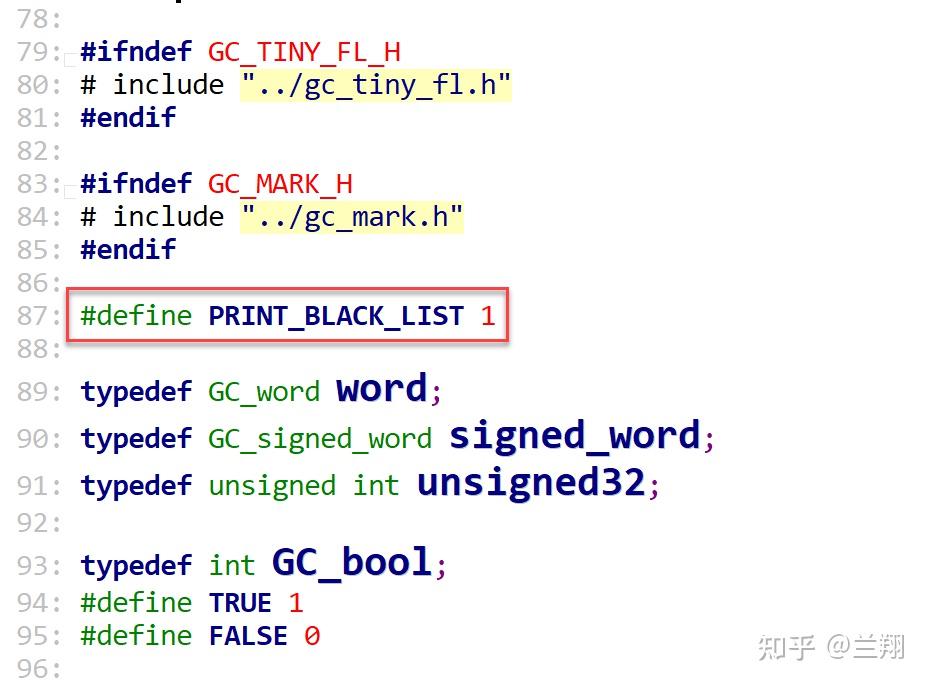 78:
79: #ifndef GC_TINY_FL_H
80: # include "../gc_tiny_fl.h"
81: #endif
82:
83: #ifndef GC_MARK_H
84: # include "../gc_mark.h"
85: #endif
86:
87: #define PRINT_BLACK_LIST 1
88:
89: typedef GC_word word;
90: typedef GC_signed_word signed_word;
91: typedef unsigned int unsigned32;
92:
93: typedef int GC_bool;
94: #define TRUE 1
95: #define FALSE 0
96:
知乎 @兰翔